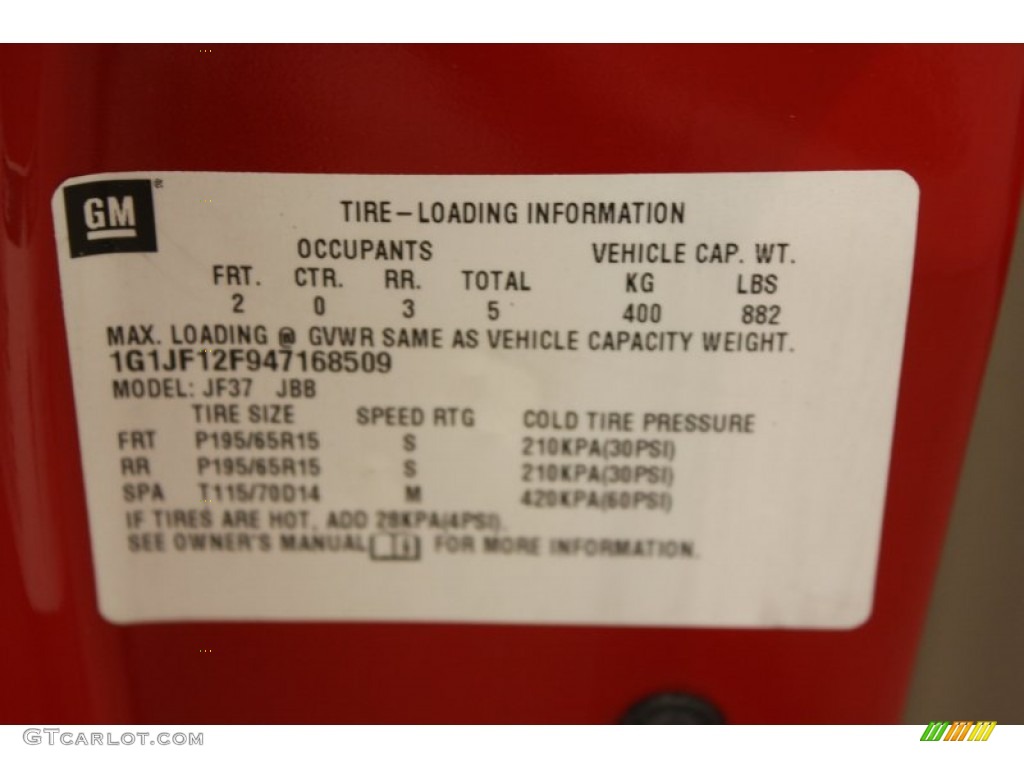 GM®
TIRE–LOADING INFORMATION
OCCUPANTS VEHICLE CAP. WT.
FRT. CTR. RR. TOTAL KG LBS
2 0 3 5 400 882
MAX. LOADING @ GVWR SAME AS VEHICLE CAPACITY WEIGHT.
1G1JF12F947168509
MODEL: JF37 JBB
TIRE SIZE SPEED RTG COLD TIRE PRESSURE
FRT P195/65R15 S 210KPA(30PSI)
RR P195/65R15 S 210KPA(30PSI)
SPA T115/70D14 M 420KPA(60PSI)
IF TIRES ARE HOT, ADD 28KPA(4PSI).
SEE OWNER'S MANUAL FOR MORE INFORMATION.
GTCARLOT.COM